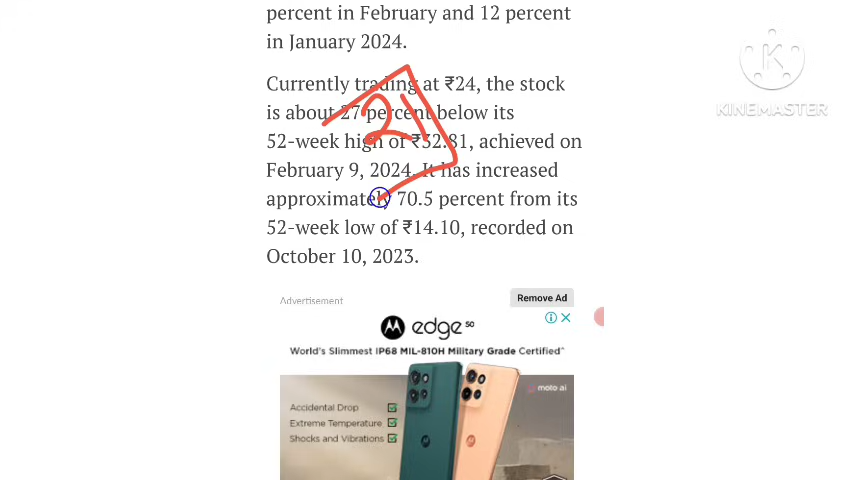 percent in February and 12 percent
in January 2024.
Currently trading at ₹24, the stock
is about 27 percent below its
52-week high of ₹32.81, achieved on
February 9, 2024. It has increased
approximately 70.5 percent from its
52-week low of ₹14.10, recorded on
October 10, 2023.
21
KINEMASTER
Advertisement
Remove Ad
edge 50
World's Slimmest IP68 MIL-810H Military Grade Certified*
moto ai
Accidental Drop
Extreme Temperature
Shocks and Vibrations